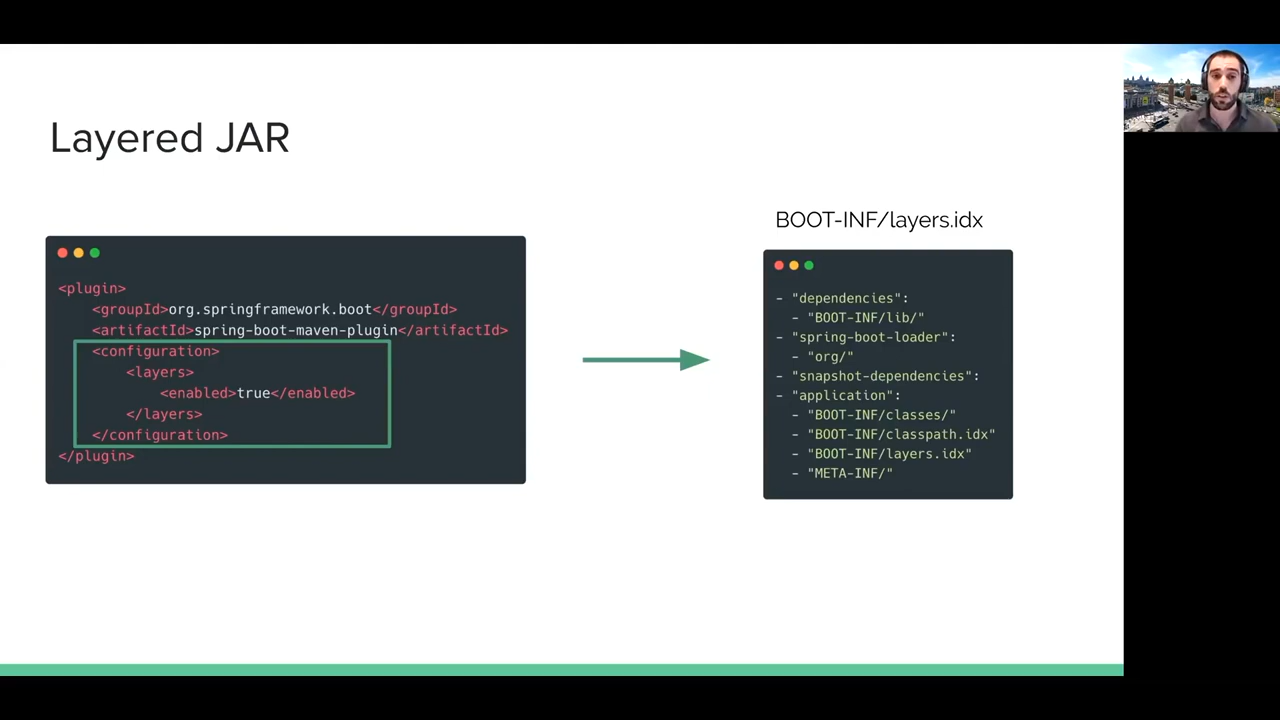 Layered JAR
<plugin>
<groupId>org.springframework.boot</groupId>
<artifactId>spring-boot-maven-plugin</artifactId>
<configuration>
<layers>
<enabled>true</enabled>
</layers>
</configuration>
</plugin>
BOOT-INF/layers.idx
- "dependencies":
- "BOOT-INF/lib/"
- "spring-boot-loader":
- "org/"
- "snapshot-dependencies":
- "application":
- "BOOT-INF/classes/"
- "BOOT-INF/classpath.idx"
- "BOOT-INF/layers.idx"
- "META-INF/"